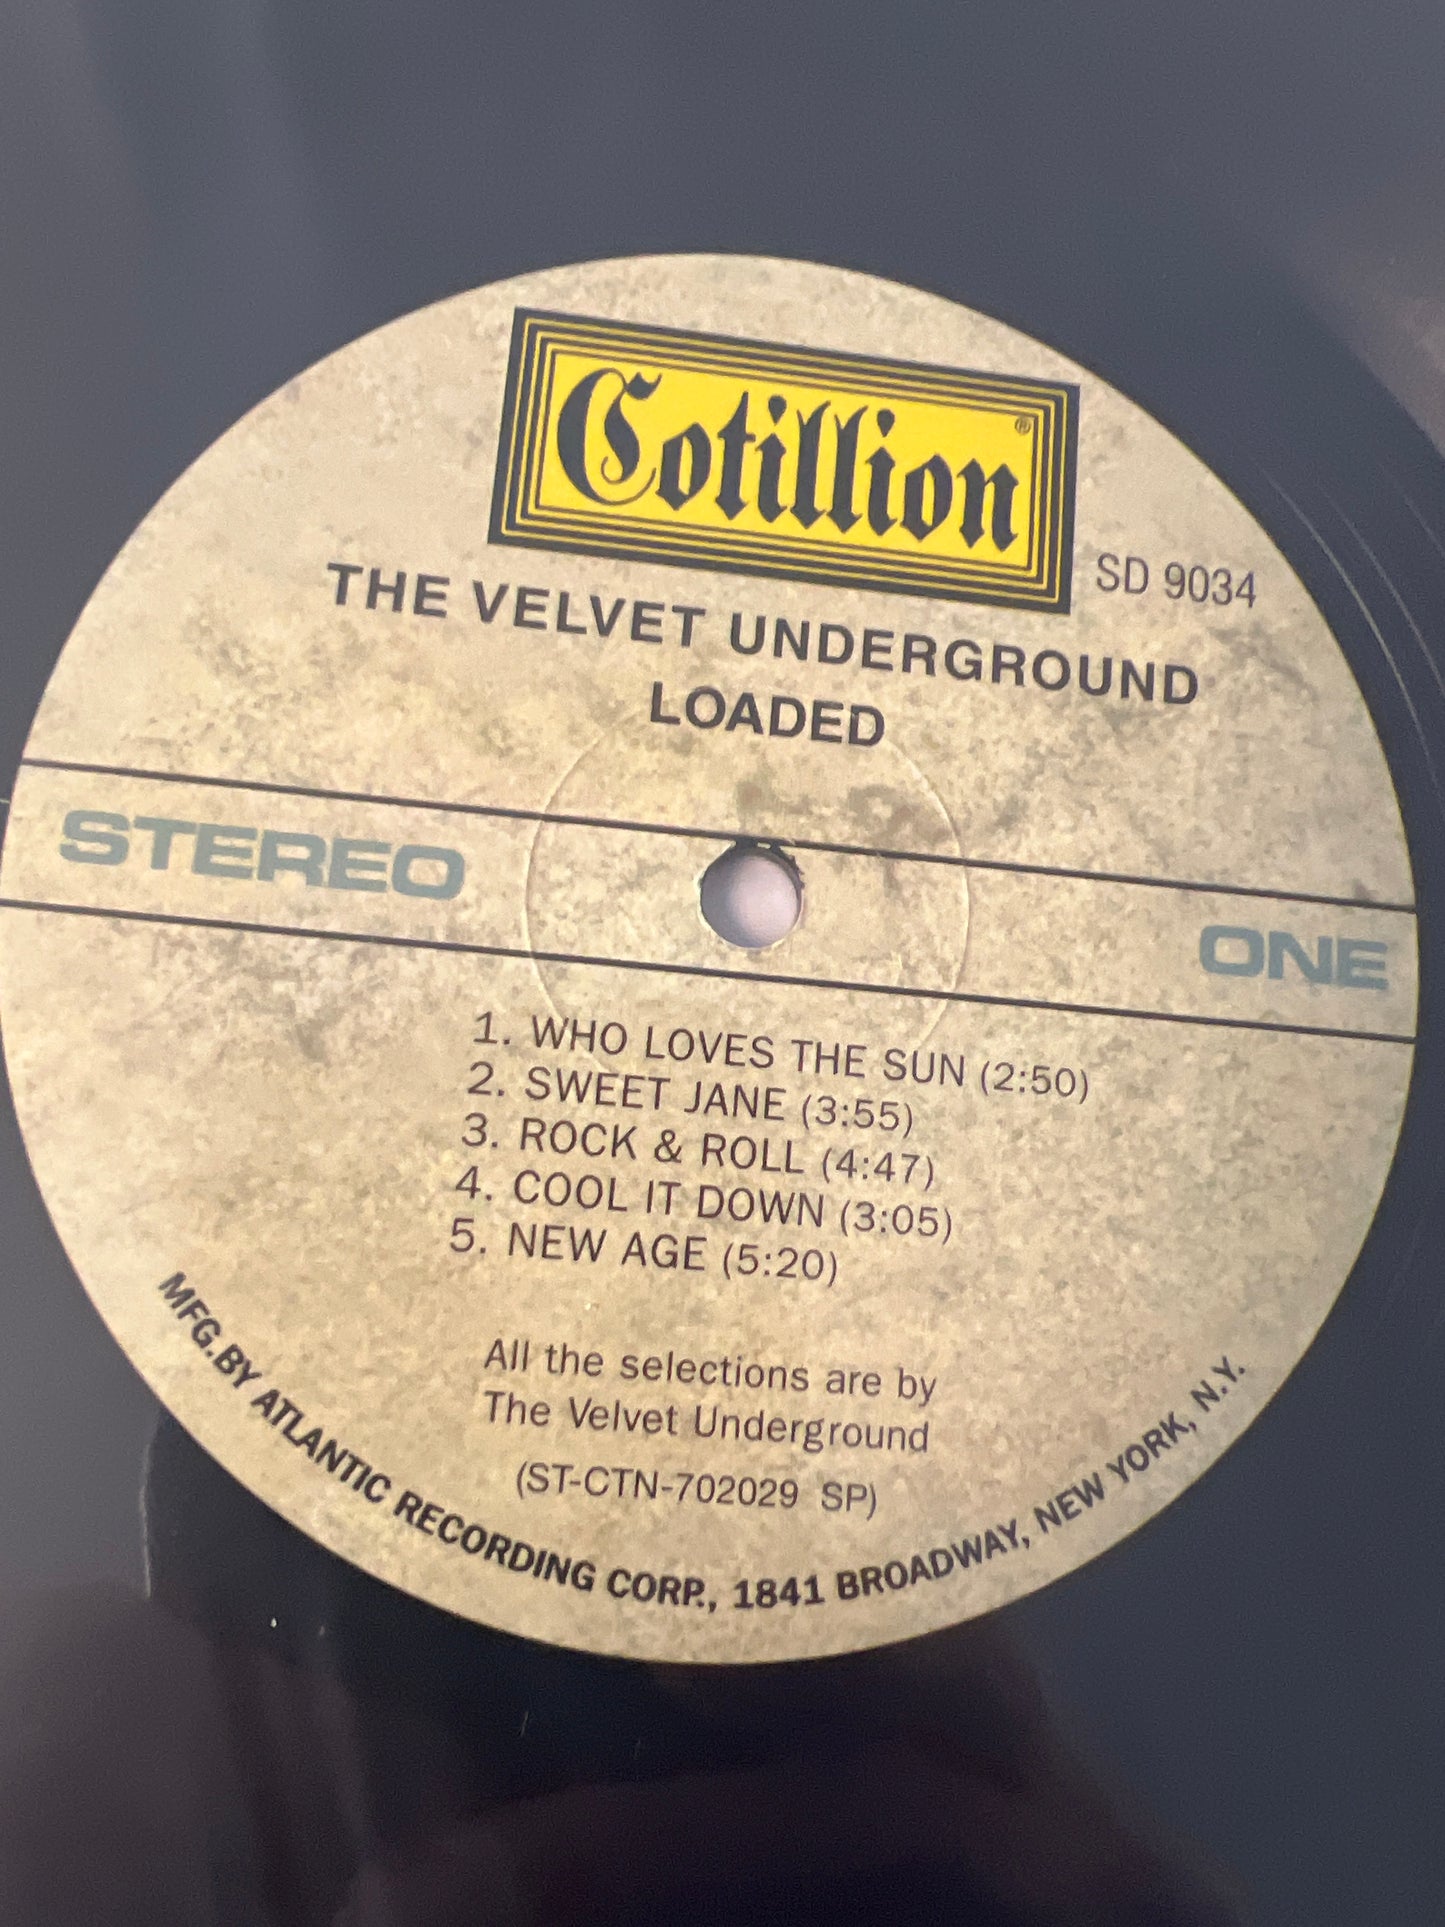 Cotillion ®
SD 9034
THE VELVET UNDERGROUND
LOADED
STEREO
ONE
1. WHO LOVES THE SUN (2:50)
2. SWEET JANE (3:55)
3. ROCK & ROLL (4:47)
4. COOL IT DOWN (3:05)
5. NEW AGE (5:20)
All the selections are by
The Velvet Underground
(ST-CTN-702029 SP)
MFG.BY ATLANTIC RECORDING CORP., 1841 BROADWAY, NEW YORK, N.Y.